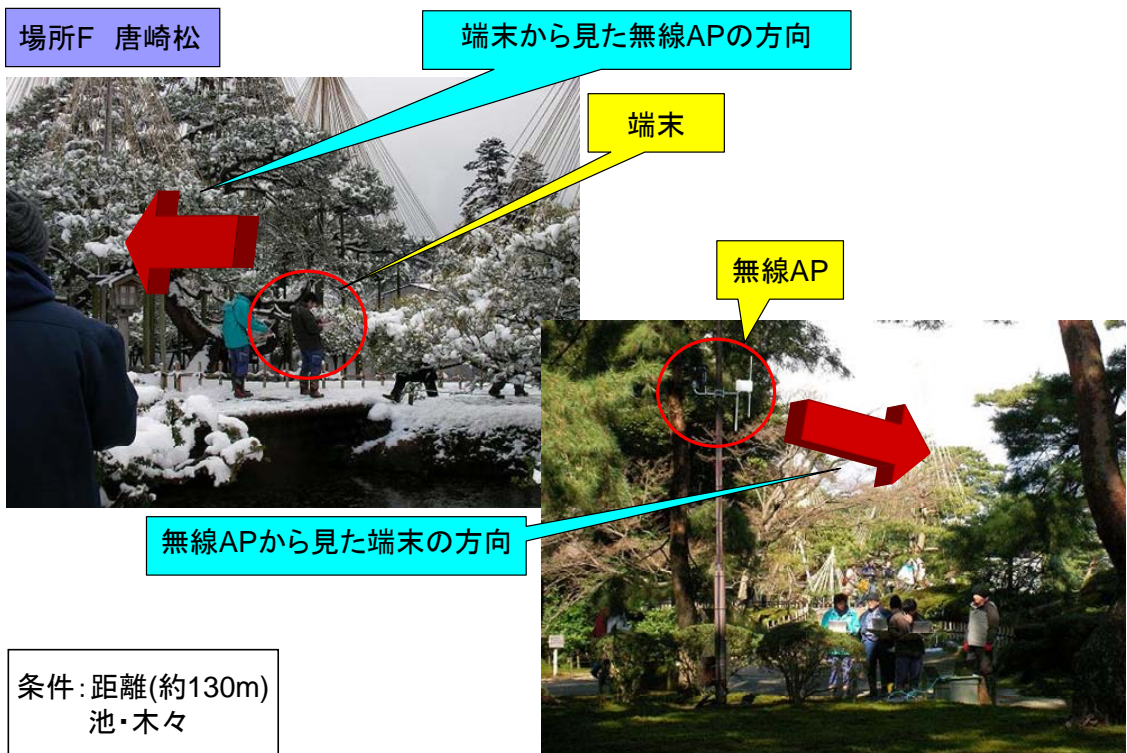 場所F 唐崎松
端末から見た無線APの方向
端末
無線AP
無線APから見た端末の方向
条件:距離(約130m)
池・木々